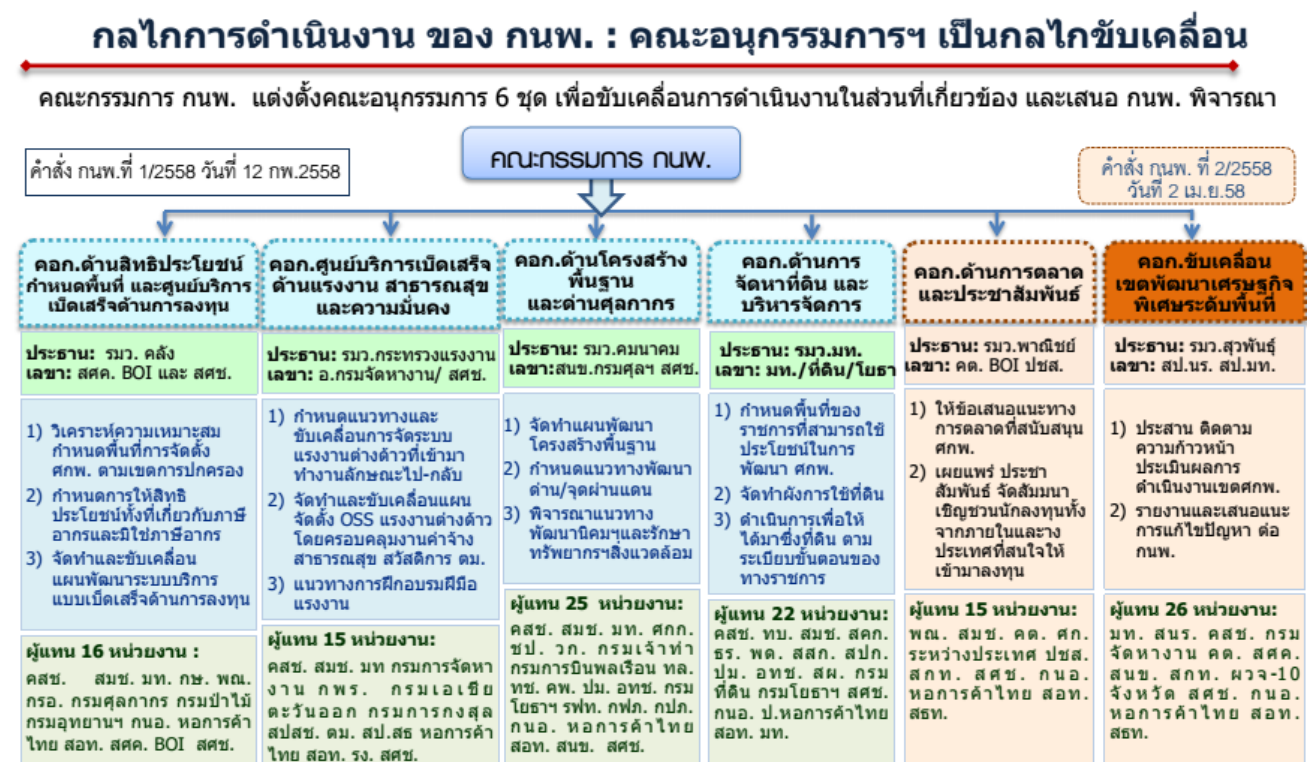 กลไกการดำเนินงาน ของ กนพ. : คณะอนุกรรมการฯ เป็นกลไกขับเคลื่อน
คณะกรรมการ กนพ. แต่งตั้งคณะอนุกรรมการ 6 ชุด เพื่อขับเคลื่อนการดำเนินงานในส่วนที่เกี่ยวข้อง และเสนอ กนพ. พิจารณา
คณะกรรมการ กนพ.
คำสั่ง กนพ.ที่ 1/2558 วันที่ 12 กพ.2558
คำสั่ง กนพ. ที่ 2/2558
วันที่ 2 เม.ย.58
คอก.ด้านสิทธิประโยชน์
กำหนดพื้นที่ และศูนย์บริการ
เบ็ดเสร็จด้านการลงทุน
ประธาน: รมว. คลัง
เลขา: สศค. BOI และ สศช.
1) วิเคราะห์ความเหมาะสม
กำหนดพื้นที่การจัดตั้ง
ศกพ. ตามเขตการปกครอง
2) กำหนดการให้สิทธิ
ประโยชน์ทั้งที่เกี่ยวกับภาษี
อากรและมิใช่ภาษีอากร
3) จัดทำและขับเคลื่อน
แผนพัฒนาระบบบริการ
แบบเบ็ดเสร็จด้านการลงทุน
ผู้แทน 16 หน่วยงาน :
คสช. สมช. มท. กษ. พณ.
กรอ. กรมศุลกากร กรมป่าไม้
กรมอุทยานฯ กนอ. หอการค้า
ไทย สอท. สศค. BOI สศช.
คอก.ศูนย์บริการเบ็ดเสร็จ
ด้านแรงงาน สาธารณสุข
และความมั่นคง
ประธาน: รมว.กระทรวงแรงงาน
เลขา: อ.กรมจัดหางาน/ สศช.
1) กำหนดแนวทางและ
ขับเคลื่อนการจัดระบบ
แรงงานต่างด้าวที่เข้ามา
ทำงานลักษณะไป-กลับ
2) จัดทำและขับเคลื่อนแผน
จัดตั้ง OSS แรงงานต่างด้าว
โดยครอบคลุมงานค่าจ้าง
สาธารณสุข สวัสดิการ ตม.
3) แนวทางการฝึกอบรมฝีมือ
แรงงาน
ผู้แทน 15 หน่วยงาน:
คสช. สมช. มท กรมการจัดหา
งาน กพร. กรมเอเชีย
ตะวันออก กรมการกงสุล
สปสช. ตม. สป.สธ หอการค้า
ไทย สอท. รง. สศช.
คอก.ด้านโครงสร้าง
พื้นฐาน
และด่านศุลกากร
ประธาน: รมว.คมนาคม
เลขา:สนข.กรมศุลฯ สศช.
1) จัดทำแผนพัฒนา
โครงสร้างพื้นฐาน
2) กำหนดแนวทางพัฒนา
ด่าน/จุดผ่านแดน
3) พิจารณาแนวทาง
พัฒนานิคมฯและรักษา
ทรัพยากรฯสิ่งแวดล้อม
ผู้แทน 25 หน่วยงาน:
คสช. สมช. มท. ศกก.
ชป. วก. กรมเจ้าท่า
กรมการบินพลเรือน ทล.
ทช. คพ. ปม. อทช. กรม
โยธาฯ รฟท. กฟภ. กปภ.
กนอ. หอการค้าไทย
สอท. สนข. สศช.
คอก.ด้านการ
จัดหาที่ดิน และ
บริหารจัดการ
ประธาน: รมว.มท.
เลขา: มท./ที่ดิน/โยธา
1) กำหนดพื้นที่ของ
ราชการที่สามารถใช้
ประโยชน์ในการ
พัฒนา ศกพ.
2) จัดทำผังการใช้ที่ดิน
3) ดำเนินการเพื่อให้
ได้มาซึ่งที่ดิน ตาม
ระเบียบขั้นตอนของ
ทางราชการ
ผู้แทน 22 หน่วยงาน:
คสช. ทบ. สมช. สคก.
ธร. พด. สสก. สปก.
ปม. อทช. สผ. กรม
ที่ดิน กรมโยธาฯ สศช.
กนอ. ป.หอการค้าไทย
สอท. มท.
คอก.ด้านการตลาด
และประชาสัมพันธ์
ประธาน: รมว.พาณิชย์
เลขา: คต. BOI ปชส.
1) ให้ข้อเสนอแนะทาง
การตลาดที่สนับสนุน
ศกพ.
2) เผยแพร่ ประชา
สัมพันธ์ จัดสัมมนา
เชิญชวนนักลงทุนทั้ง
จากภายในและาง
ประเทศที่สนใจให้
เข้ามาลงทุน
ผู้แทน 15 หน่วยงาน:
พณ. สมช. คต. ศก.
ระหว่างประเทศ ปชส.
สกท. สศช. กนอ.
หอการค้าไทย สอท.
สธท.
คอก.ขับเคลื่อน
เขตพัฒนาเศรษฐกิจ
พิเศษระดับพื้นที่
ประธาน: รมว.สุวพันธุ์
เลขา: สป.นร. สป.มท.
1) ประสาน ติดตาม
ความก้าวหน้า
ประเมินผลการ
ดำเนินงานเขตศกพ.
2) รายงานและเสนอแนะ
การแก้ไขปัญหา ต่อ
กนพ.
ผู้แทน 26 หน่วยงาน:
มท. สนร. คสช. กรม
จัดหางาน คต. สศค.
สนข. สกท. ผวจ-10
จังหวัด สศช. กนอ.
หอการค้าไทย สอท.
สธท.